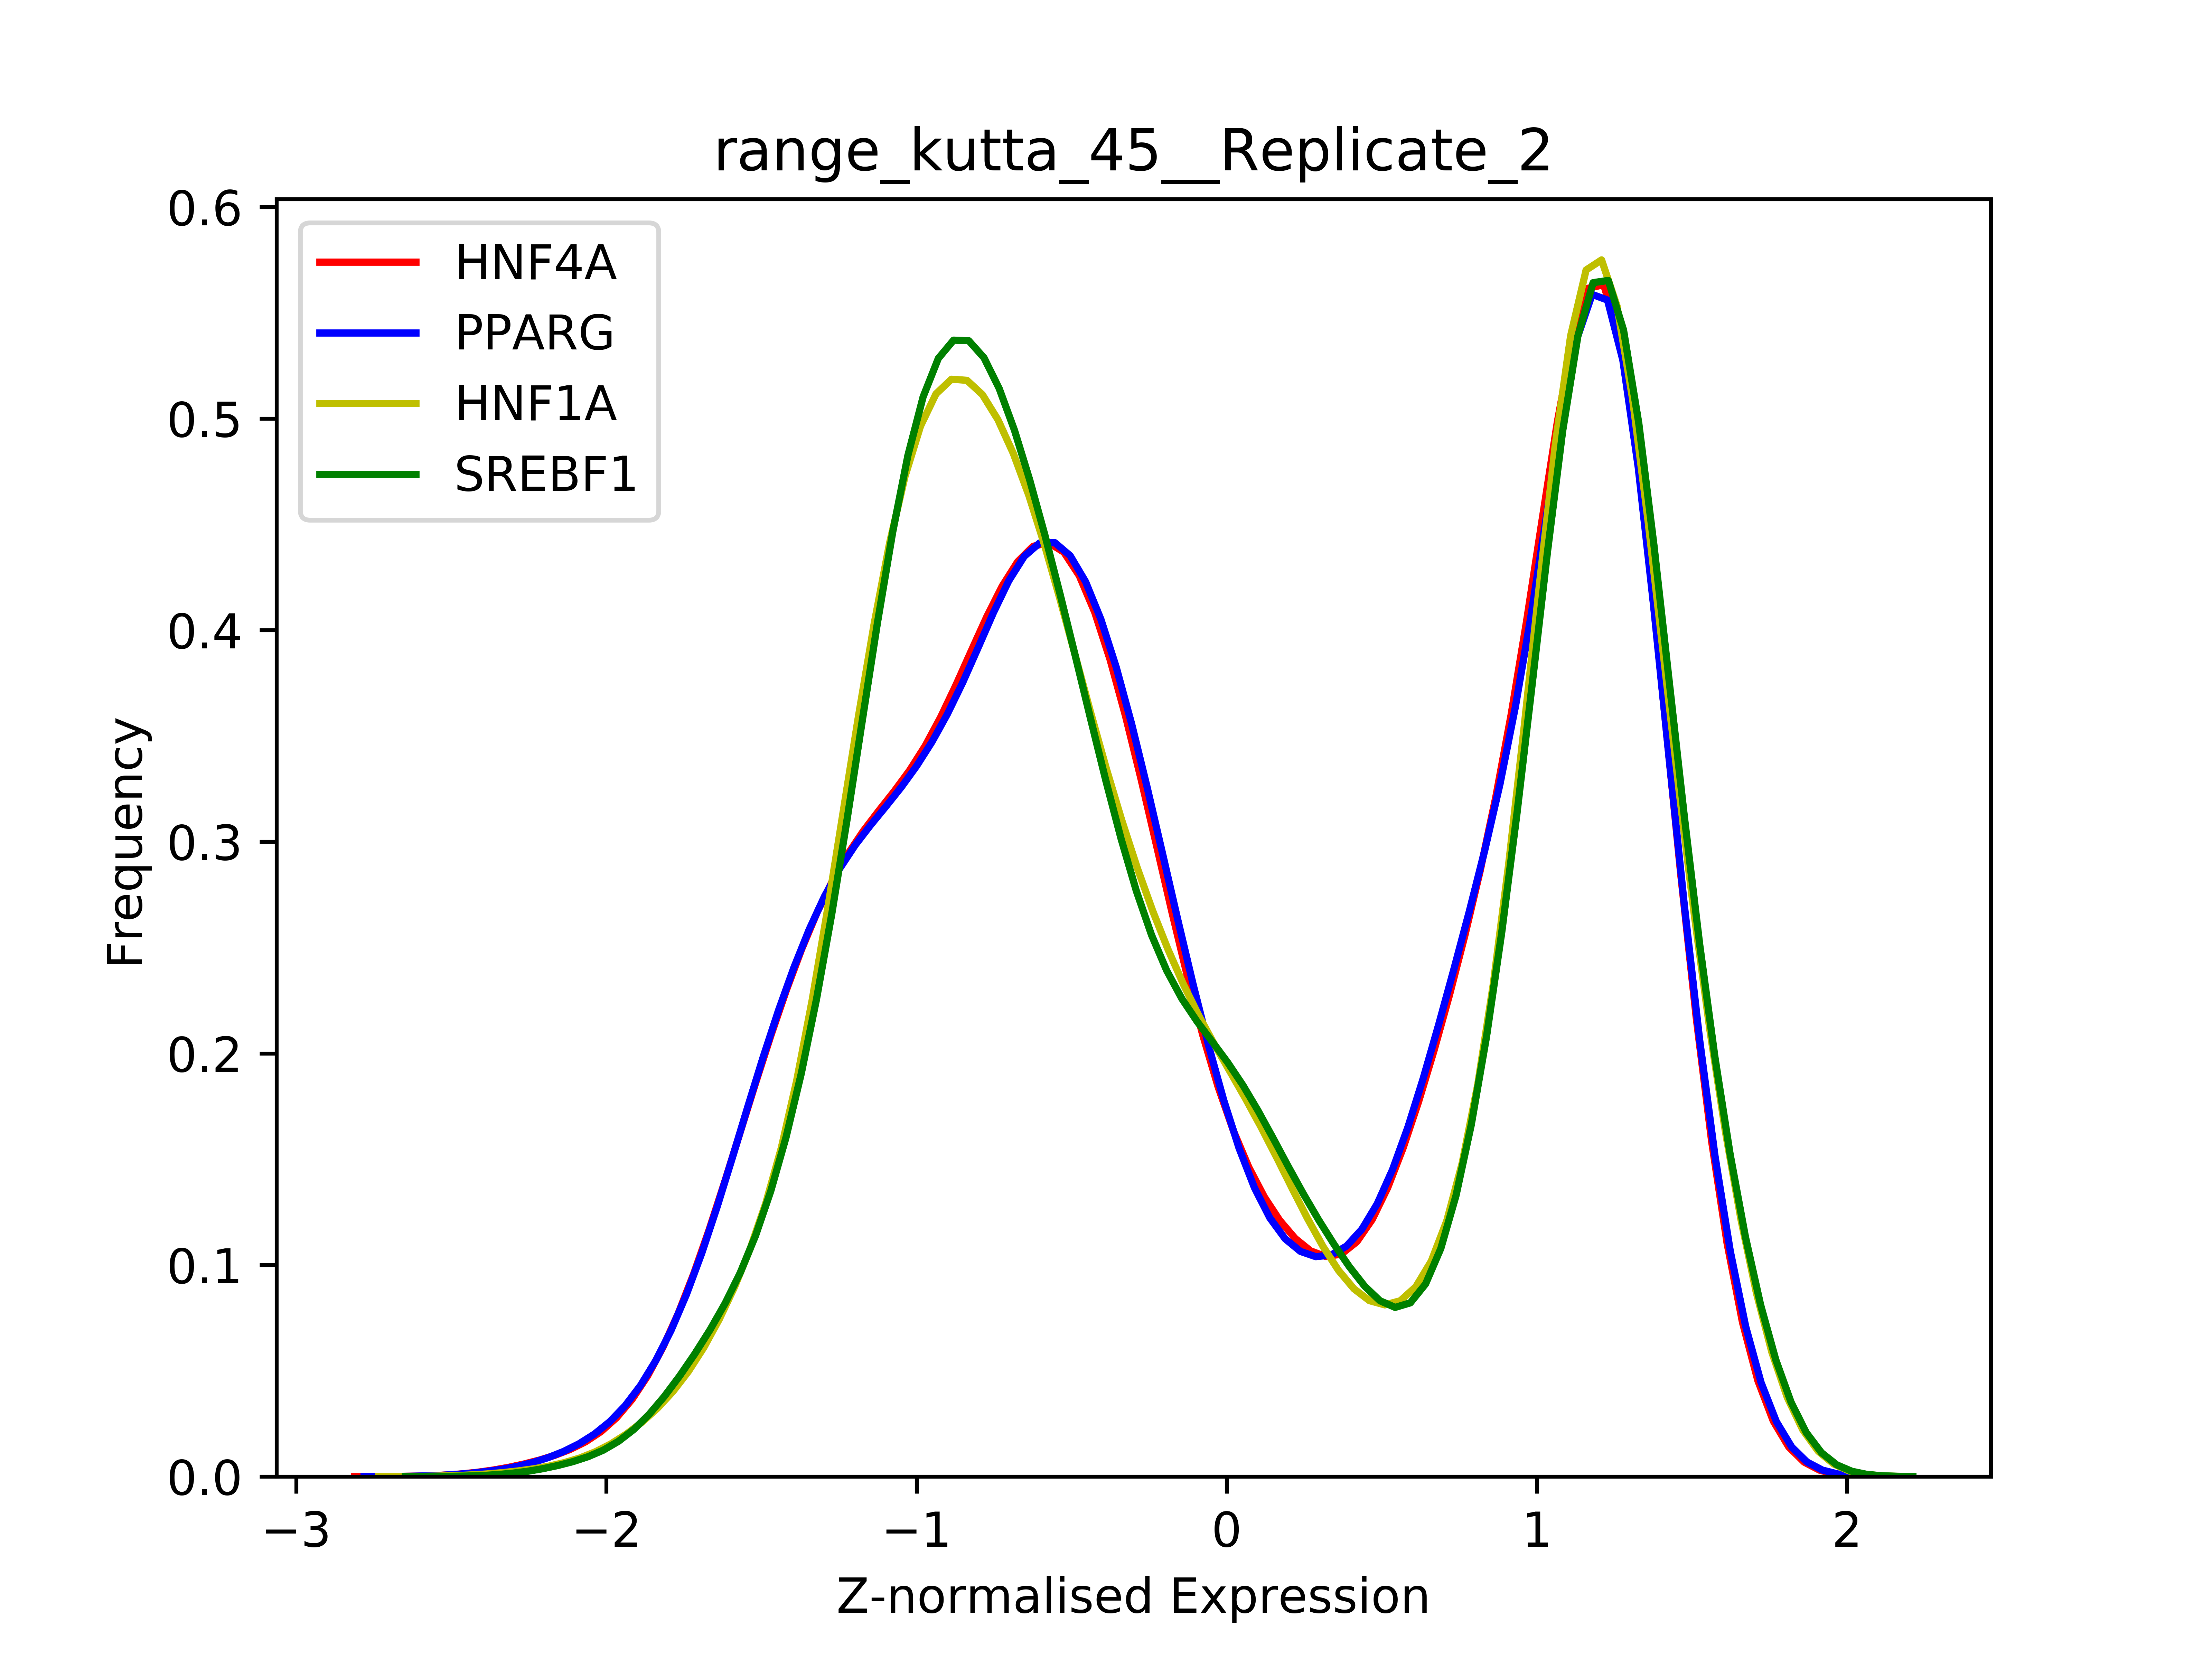 range_kutta_45__Replicate_2
0.6
0.5
0.4
0.3
0.2
0.1
0.0
Frequency
HNF4A
PPARG
HNF1A
SREBF1
−3 −2 −1 0 1 2
Z-normalised Expression